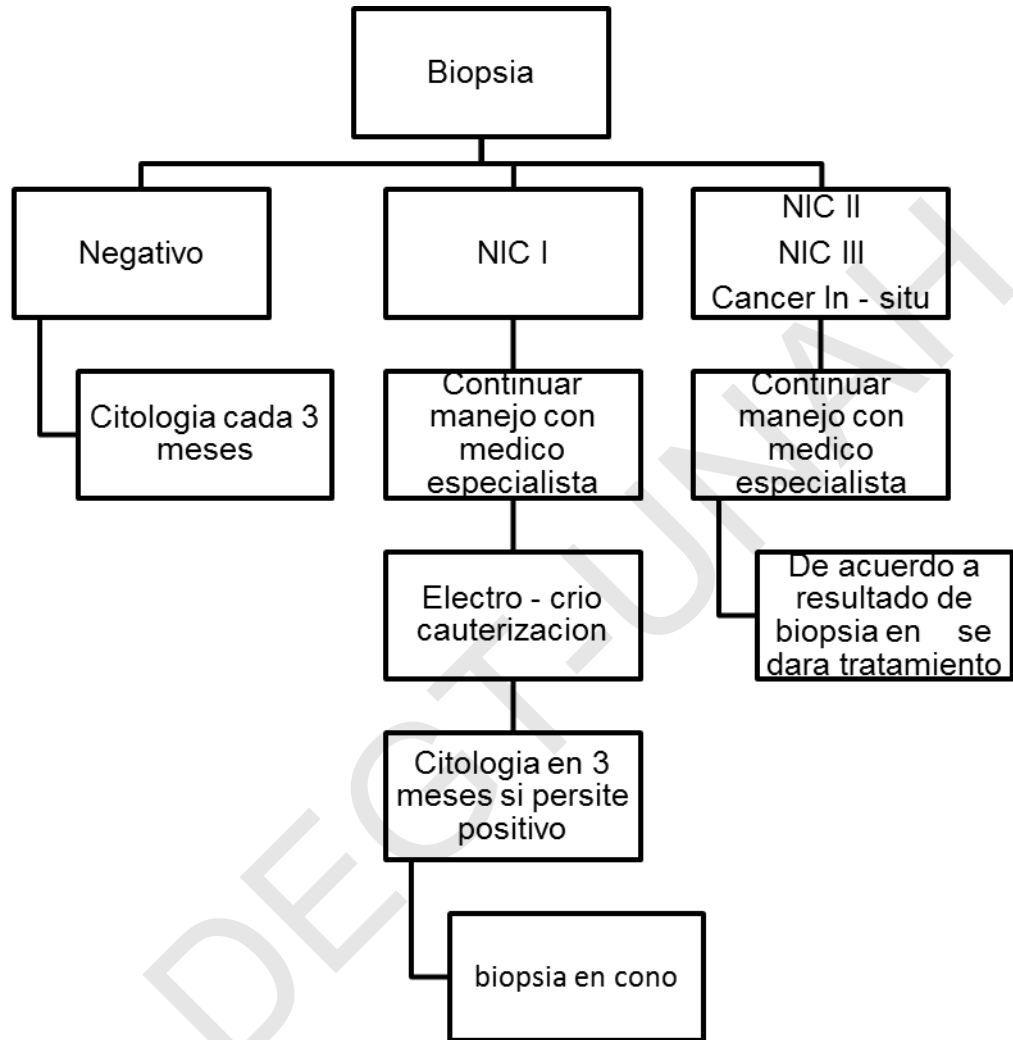 Biopsia
Negativo
NIC I
NIC II
NIC III
Cancer In - situ
Citologia cada 3
meses
Continuar
manejo con
medico
especialista
Continuar
manejo con
medico
especialista
Electro - crio
cauterizacion
De acuerdo a
resultado de
biopsia en se
dara tratamiento
Citologia en 3
meses si persite
positivo
biopsia en cono
DEGT-UNAH